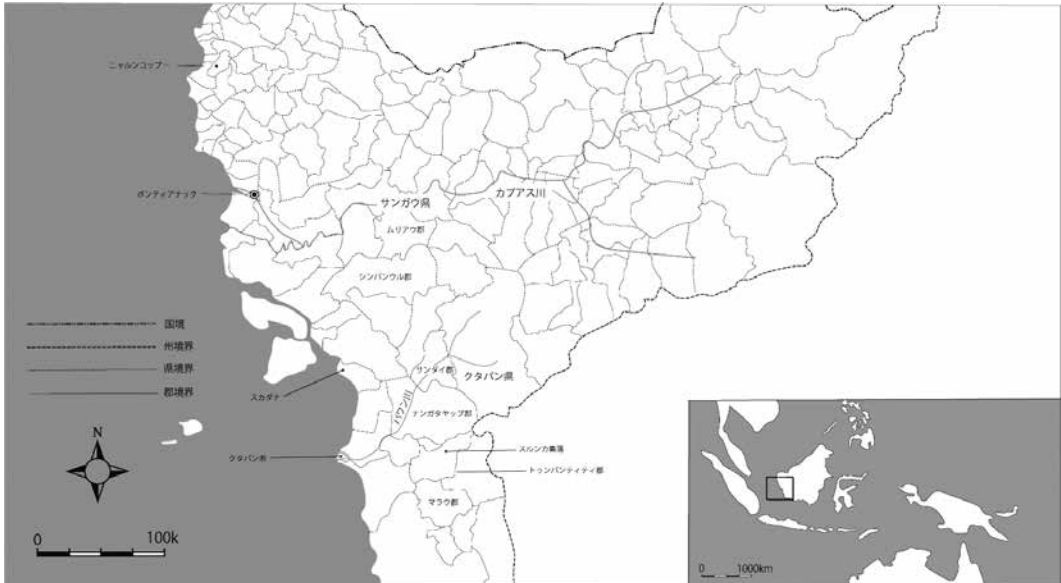 ニャルンコップ
ポンティアナック
サンガウ県
カプアス川
ムリアウ郡
シンパンウル郡
国境
州境界
県境界
郡境界
サンダイ郡
クタパン県
スカダナ
パワン川
ナンガタヤップ郡
N
クタパン市
スルンカ集落
トゥンバンティティ郡
マラウ郡
0 100k
0 1000km